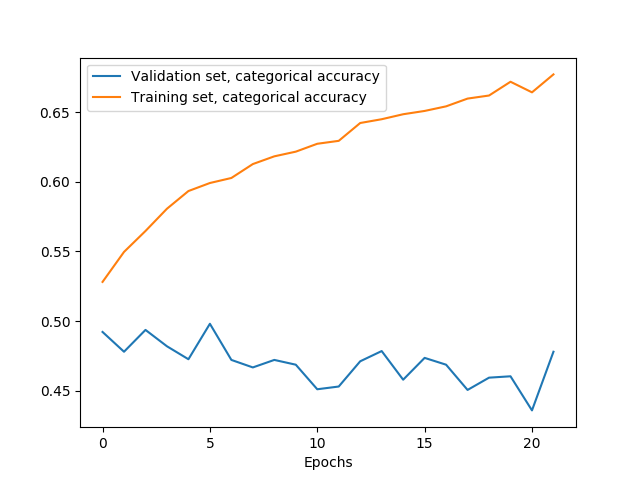 Validation set, categorical accuracy
Training set, categorical accuracy
0.65
0.60
0.55
0.50
0.45
0 5 10 15 20
Epochs